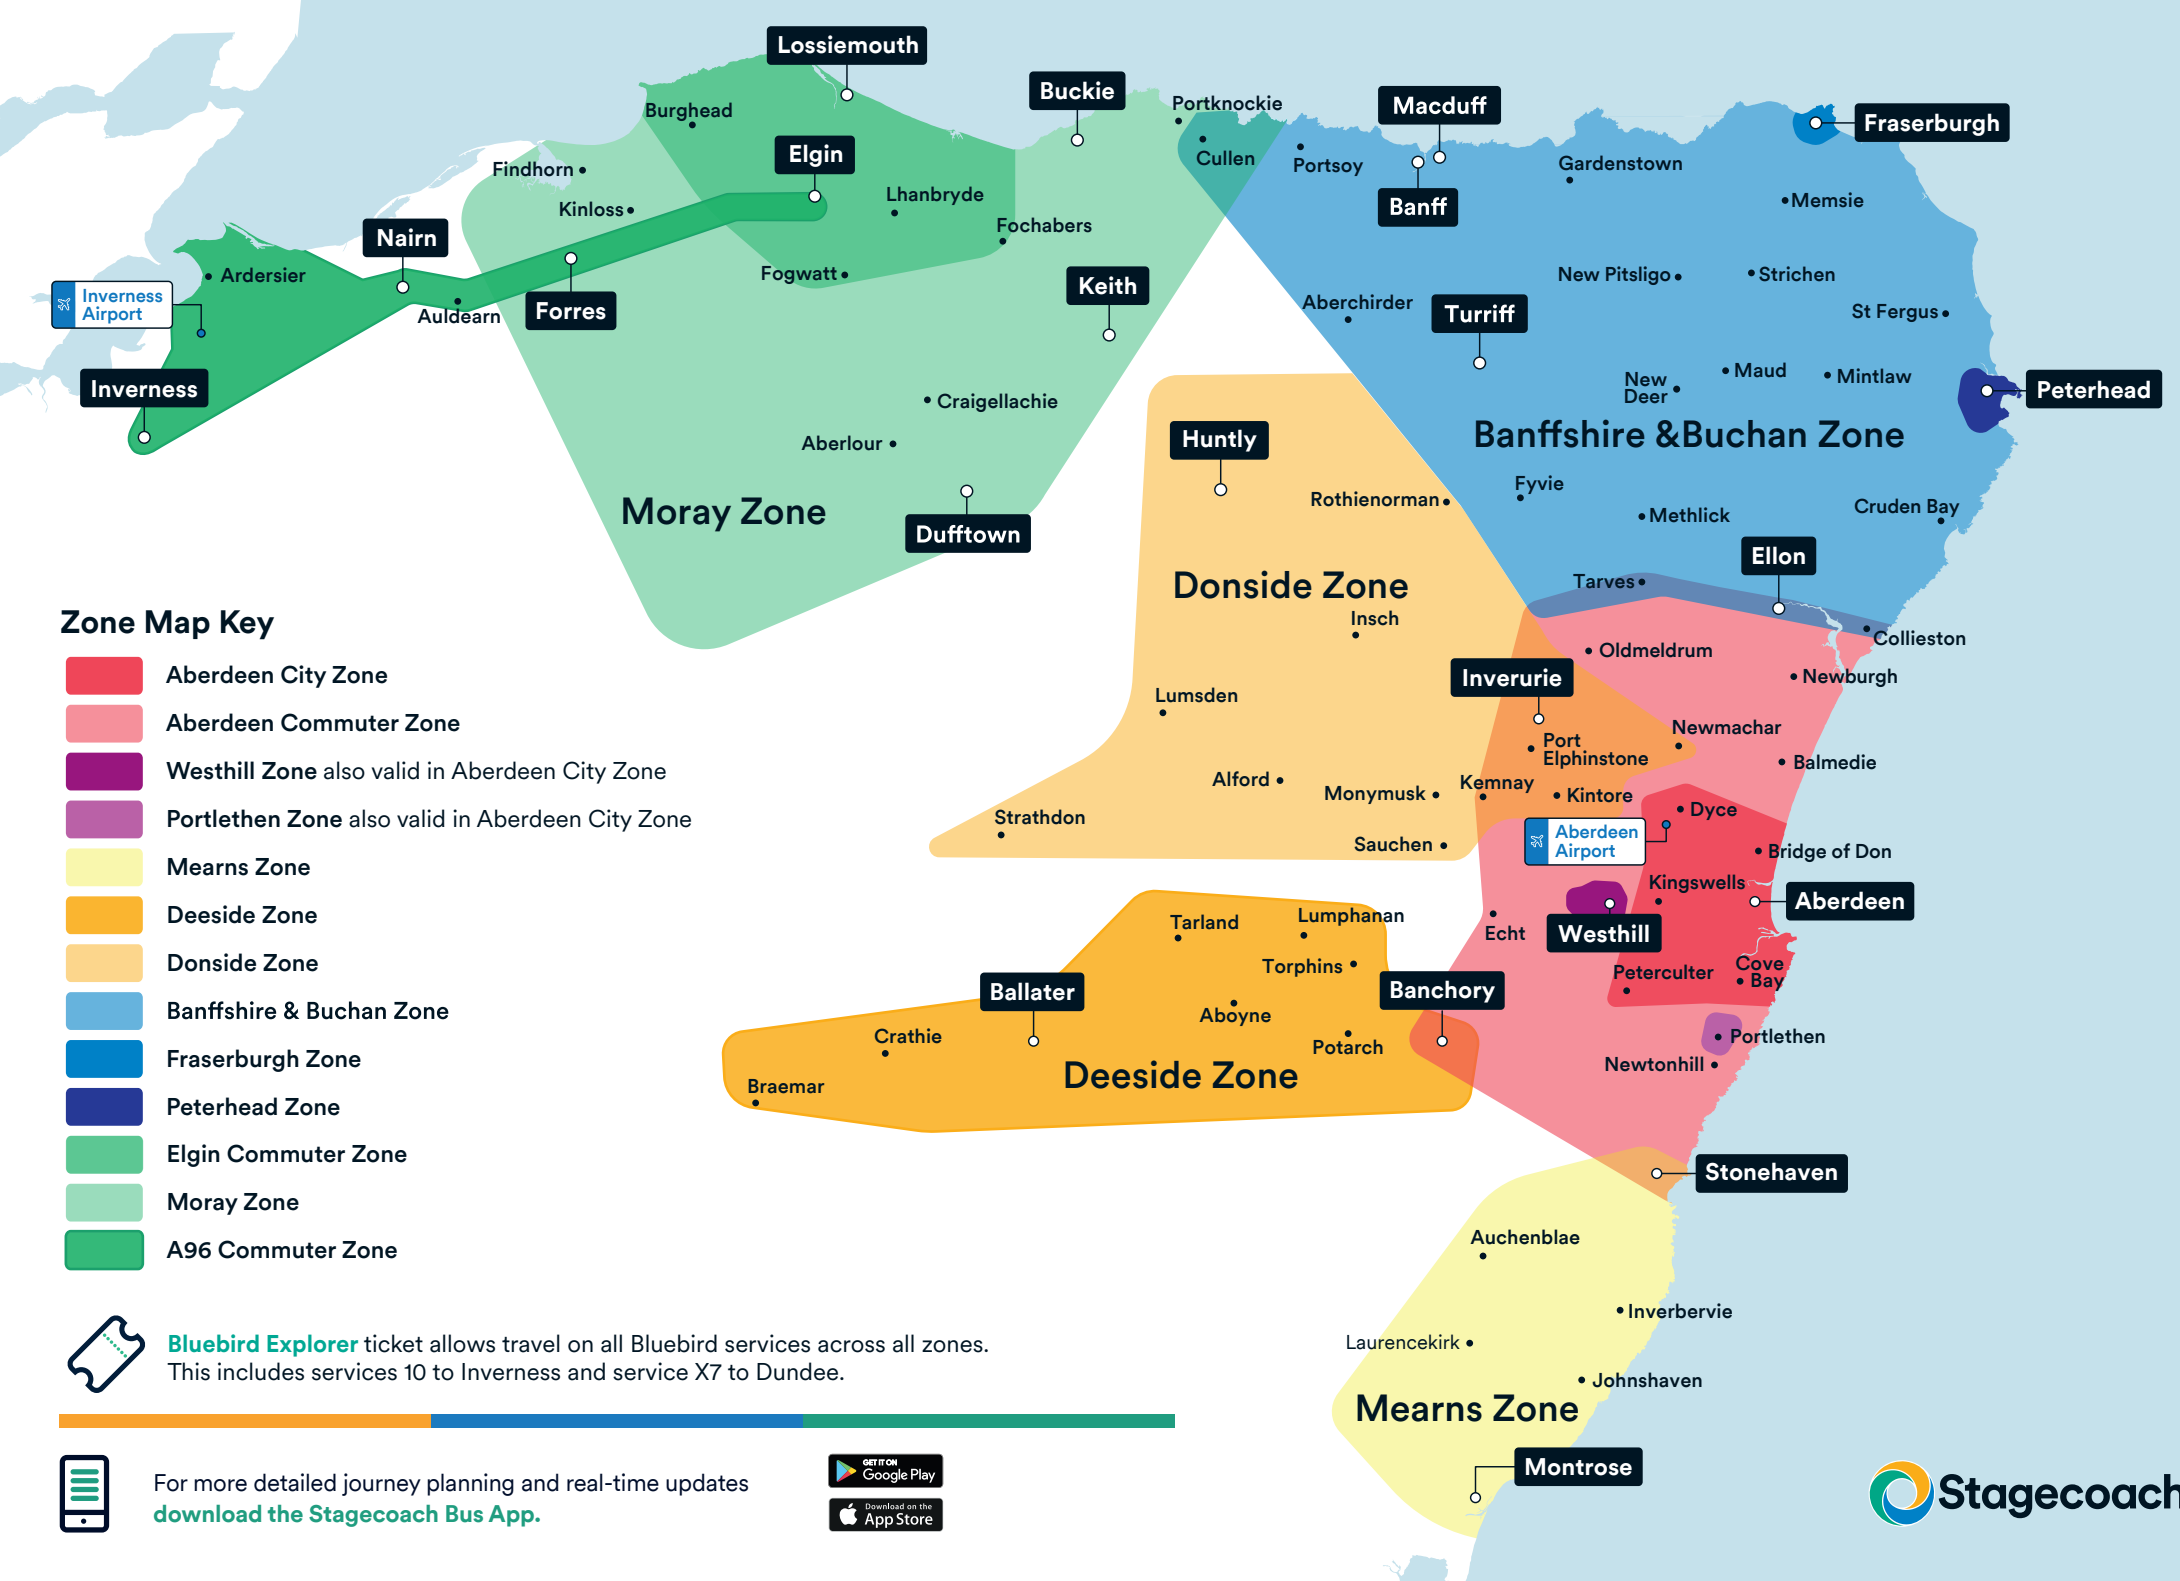 Lossiemouth
Buckie
Portknockie
Macduff
Fraserburgh
Burghead
Elgin
Cullen
Portsoy
Gardenstown
Findhorn
Lhanbryde
Banff
Memsie
Kinloss
Fochabers
Nairn
Ardersier
Fogwatt
Keith
New Pitsligo
Strichen
Inverness
Airport
Auldearn
Forres
Aberchirder
Turriff
St Fergus
Inverness
New
Deer
Maud
Mintlaw
Peterhead
Craigellachie
Huntly
Banffshire &Buchan Zone
Aberlour
Rothienorman
Fyvie
Moray Zone
Methlick
Cruden Bay
Dufftown
Ellon
Donside Zone
Tarves
Insch
Collieston
Oldmeldrum
Inverurie
Newburgh
Lumsden
Newmachar
Port
Elphinstone
Balmedie
Alford
Monymusk
Kemnay
Kintore
Dyce
Strathdon
Sauchen
Aberdeen
Airport
Bridge of Don
Kingswells
Aberdeen
Tarland
Lumphanan
Echt
Westhill
Torphins
Peterculter
Cove
Bay
Ballater
Banchory
Aboyne
Crathie
Potarch
Portlethen
Deeside Zone
Newtonhill
Braemar
Stonehaven
Auchenblae
Inverbervie
Laurencekirk
Johnshaven
Mearns Zone
Montrose
Zone Map Key
Aberdeen City Zone
Aberdeen Commuter Zone
Westhill Zone also valid in Aberdeen City Zone
Portlethen Zone also valid in Aberdeen City Zone
Mearns Zone
Deeside Zone
Donside Zone
Banffshire & Buchan Zone
Fraserburgh Zone
Peterhead Zone
Elgin Commuter Zone
Moray Zone
A96 Commuter Zone
Bluebird Explorer ticket allows travel on all Bluebird services across all zones.
This includes services 10 to Inverness and service X7 to Dundee.
For more detailed journey planning and real-time updates
download the Stagecoach Bus App.
GET IT ON
Google Play
Download on the
App Store
Stagecoach